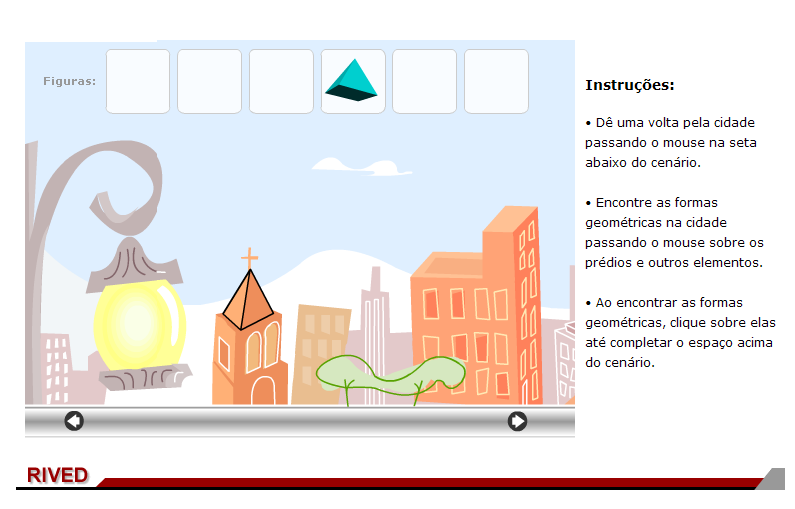 Figuras:
Instruções:
• Dê uma volta pela cidade
passando o mouse na seta
abaixo do cenário.
• Encontre as formas
geométricas na cidade
passando o mouse sobre os
prédios e outros elementos.
• Ao encontrar as formas
geométricas, clique sobre elas
até completar o espaço acima
do cenário.
RIVED